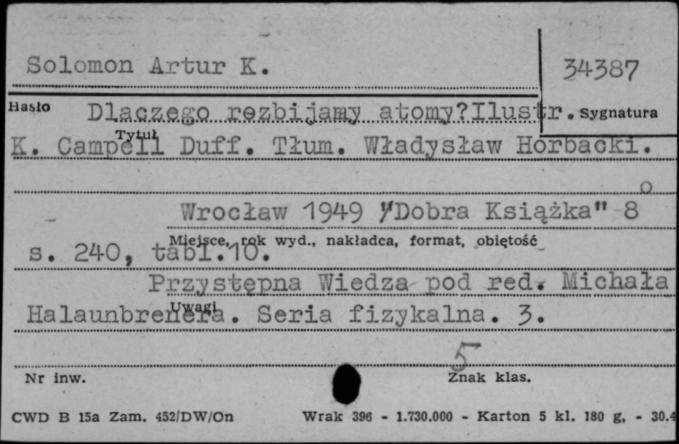 Solomon Artur K.
34387
Hasło
Dlaczego rozbijamy atomy?Ilustr.
Sygnatura
Tytuł
K. Campell Duff. Tłum. Władysław Horbacki.
Wrocław 1949 "Dobra Książka" 8o
Miejsce, rok wyd., nakładca, format, objętość
s. 240, tabl.10.
Przystępna Wiedza pod red. Michała
Uwagi
Halaunbrenera. Seria fizykalna. 3.
5
Nr inw.
Znak klas.
CWD B 15a Zam. 452/DW/On
Wrak 396 - 1.730.000 - Karton 5 kl. 180 g, - 30.4